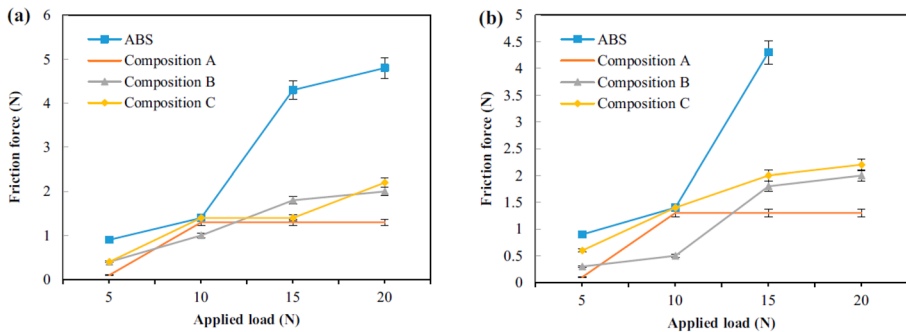 (a)
Friction force (N)
6
5
4
3
2
1
0
ABS
Composition A
Composition B
Composition C
5 10 15 20
Applied load (N)
(b)
Friction force (N)
5
4.5
4
3.5
3
2.5
2
1.5
1
0.5
0
ABS
Composition A
Composition B
Composition C
5 10 15 20
Applied load (N)